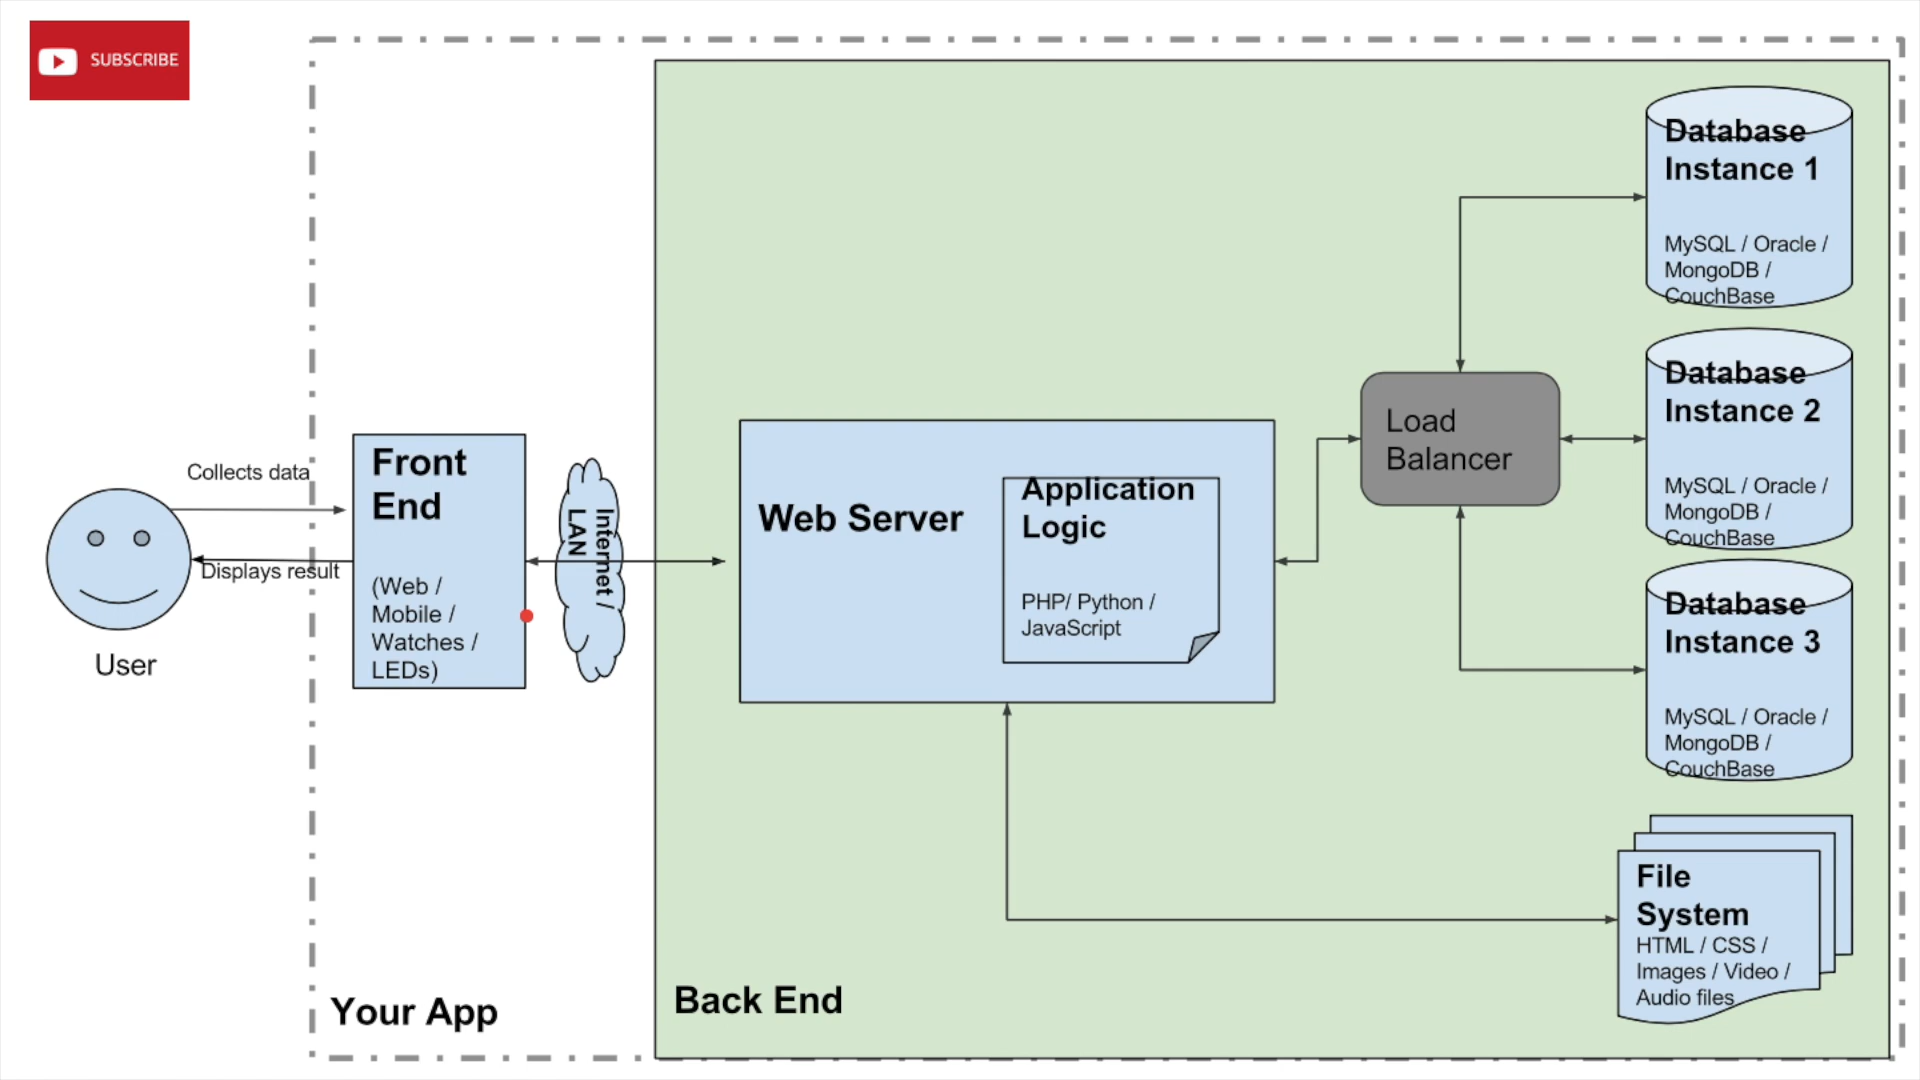 SUBSCRIBE
Collects data
Displays result
User
Front
End
(Web /
Mobile /
Watches /
LEDs)
Internet /
LAN
Web Server
Application
Logic
PHP/ Python /
JavaScript
Load
Balancer
Database
Instance 1
MySQL / Oracle /
MongoDB /
CouchBase
Database
Instance 2
MySQL / Oracle /
MongoDB /
CouchBase
Database
Instance 3
MySQL / Oracle /
MongoDB /
CouchBase
File
System
HTML / CSS /
Images / Video /
Audio files
Your App
Back End